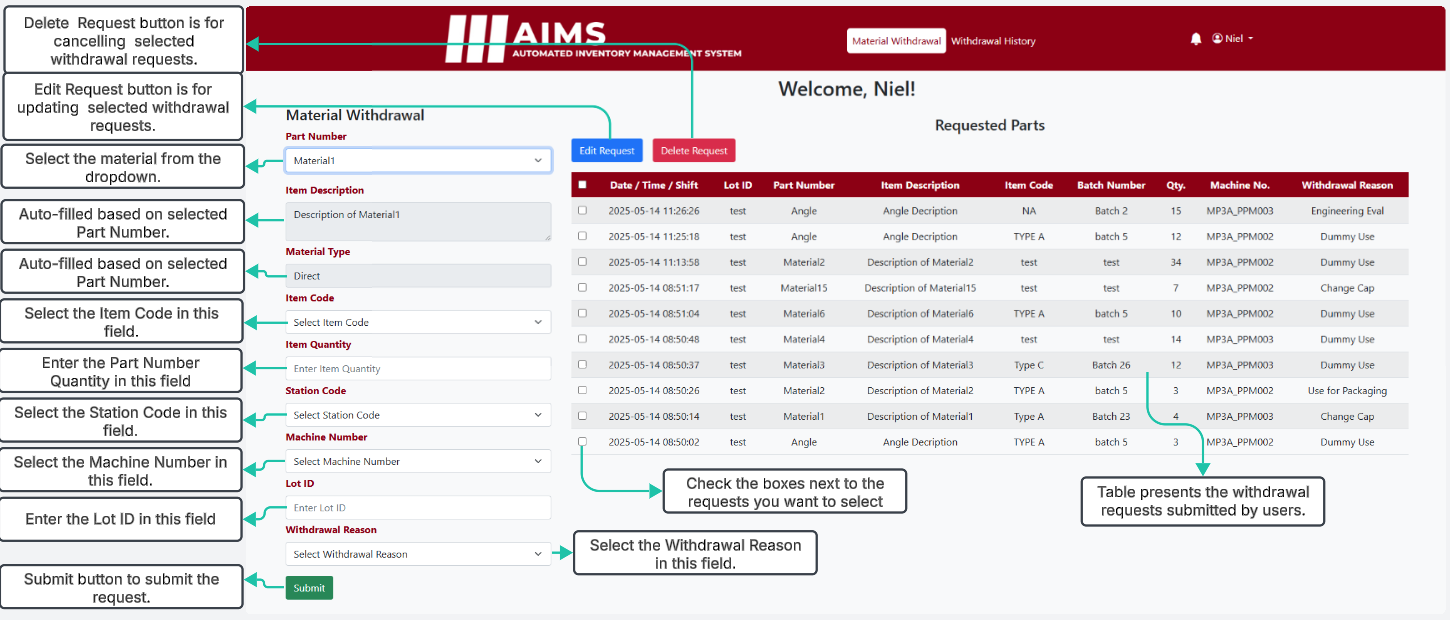 Delete Request button is for
cancelling selected
withdrawal requests.
Edit Request button is for
updating selected withdrawal
requests.
Select the material from the
dropdown.
Auto-filled based on selected
Part Number.
Auto-filled based on selected
Part Number.
Select the Item Code in this
field.
Enter the Part Number
Quantity in this field
Select the Station Code in this
field.
Select the Machine Number in
this field.
Enter the Lot ID in this field
Submit button to submit the
request.
AIMS
AUTOMATED INVENTORY MANAGEMENT SYSTEM
Material Withdrawal Withdrawal History
Niel
Welcome, Niel!
Material Withdrawal
Part Number
Material1
Item Description
Description of Material1
Material Type
Direct
Item Code
Select Item Code
Item Quantity
Enter Item Quantity
Station Code
Select Station Code
Machine Number
Select Machine Number
Lot ID
Enter Lot ID
Withdrawal Reason
Select Withdrawal Reason
Submit
Requested Parts
Edit Request Delete Request
Date / Time / Shift Lot ID Part Number Item Description Item Code Batch Number Qty. Machine No. Withdrawal Reason
2025-05-14 11:26:26 test Angle Angle Decription NA Batch 2 15 MP3A_PPM003 Engineering Eval
2025-05-14 11:25:18 test Angle Angle Decription TYPE A batch 5 12 MP3A_PPM002 Dummy Use
2025-05-14 11:13:58 test Material2 Description of Material2 test test 34 MP3A_PPM002 Dummy Use
2025-05-14 08:51:17 test Material15 Description of Material15 test test 7 MP3A_PPM002 Change Cap
2025-05-14 08:51:04 test Material6 Description of Material6 TYPE A batch 5 10 MP3A_PPM002 Dummy Use
2025-05-14 08:50:48 test Material4 Description of Material4 test test 14 MP3A_PPM003 Dummy Use
2025-05-14 08:50:37 test Material3 Description of Material3 Type C Batch 26 12 MP3A_PPM003 Dummy Use
2025-05-14 08:50:26 test Material2 Description of Material2 TYPE A batch 5 3 MP3A_PPM002 Use for Packaging
2025-05-14 08:50:14 test Material1 Description of Material1 Type A Batch 23 4 MP3A_PPM003 Change Cap
2025-05-14 08:50:02 test Angle Angle Decription TYPE A batch 5 3 MP3A_PPM002 Dummy Use
Check the boxes next to the
requests you want to select
Table presents the withdrawal
requests submitted by users.
Select the Withdrawal Reason
in this field.